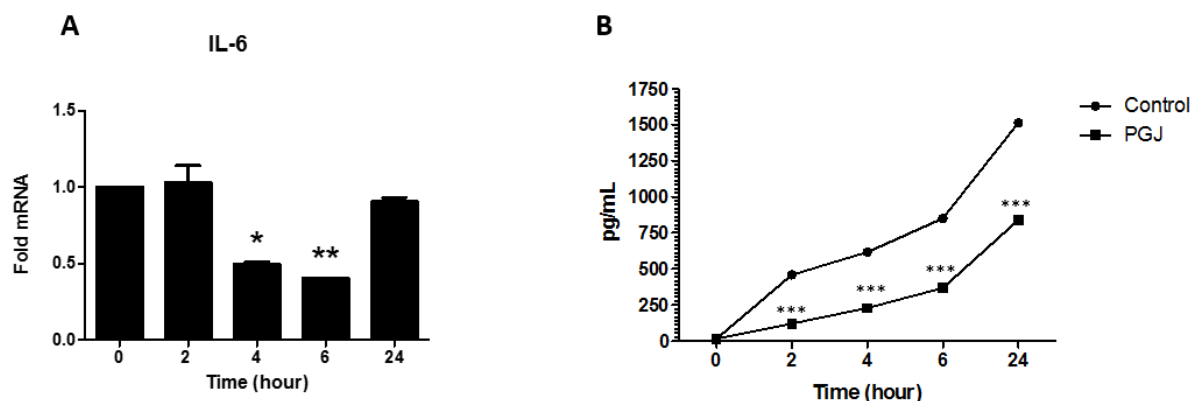 A
IL-6
Fold mRNA
1.5
1.0
0.5
0.0
*
**
0 2 4 6 24
Time (hour)
B
pg/mL
1750
1500
1250
1000
750
500
250
0
***
***
***
***
0 2 4 6 24
Time (hour)
Control
PGJ